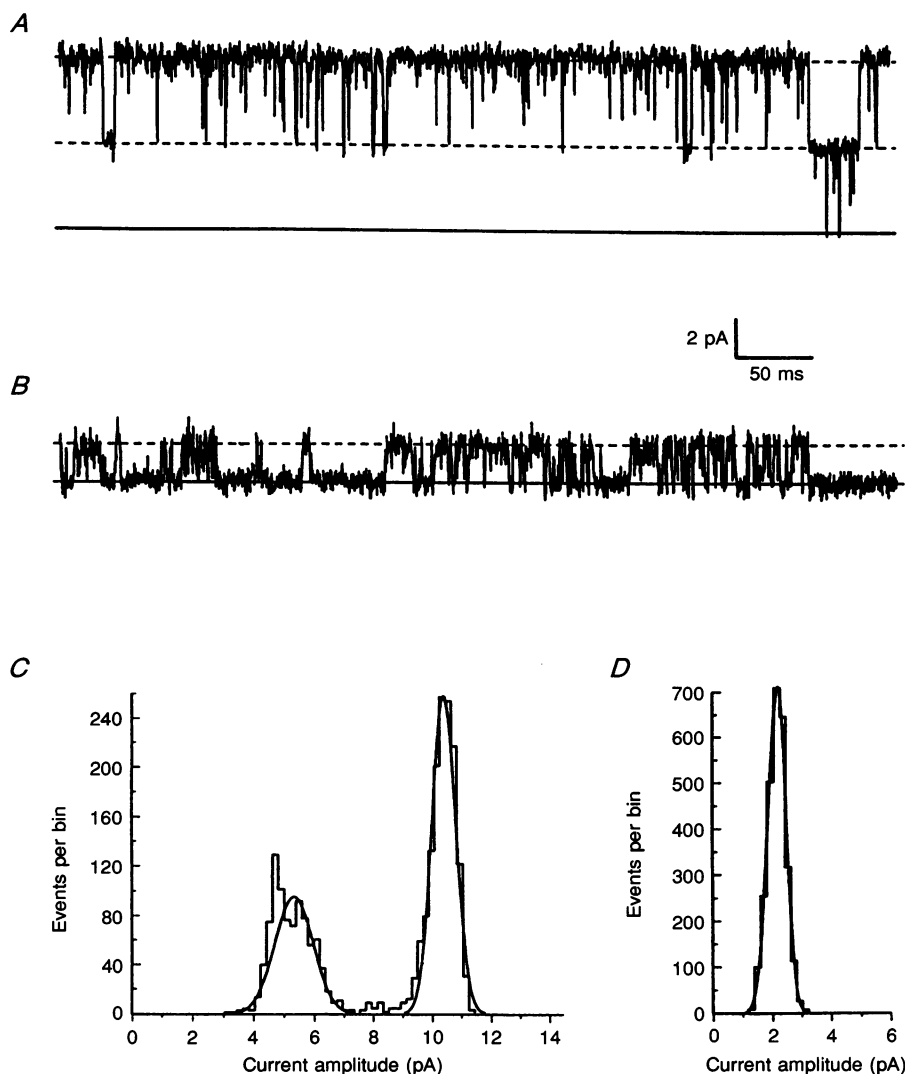 A
2 pA
50 ms
B
C
Events per bin
240
200
160
120
80
40
0
0 2 4 6 8 10 12 14
Current amplitude (pA)
D
Events per bin
700
600
500
400
300
200
100
0
0 2 4 6
Current amplitude (pA)